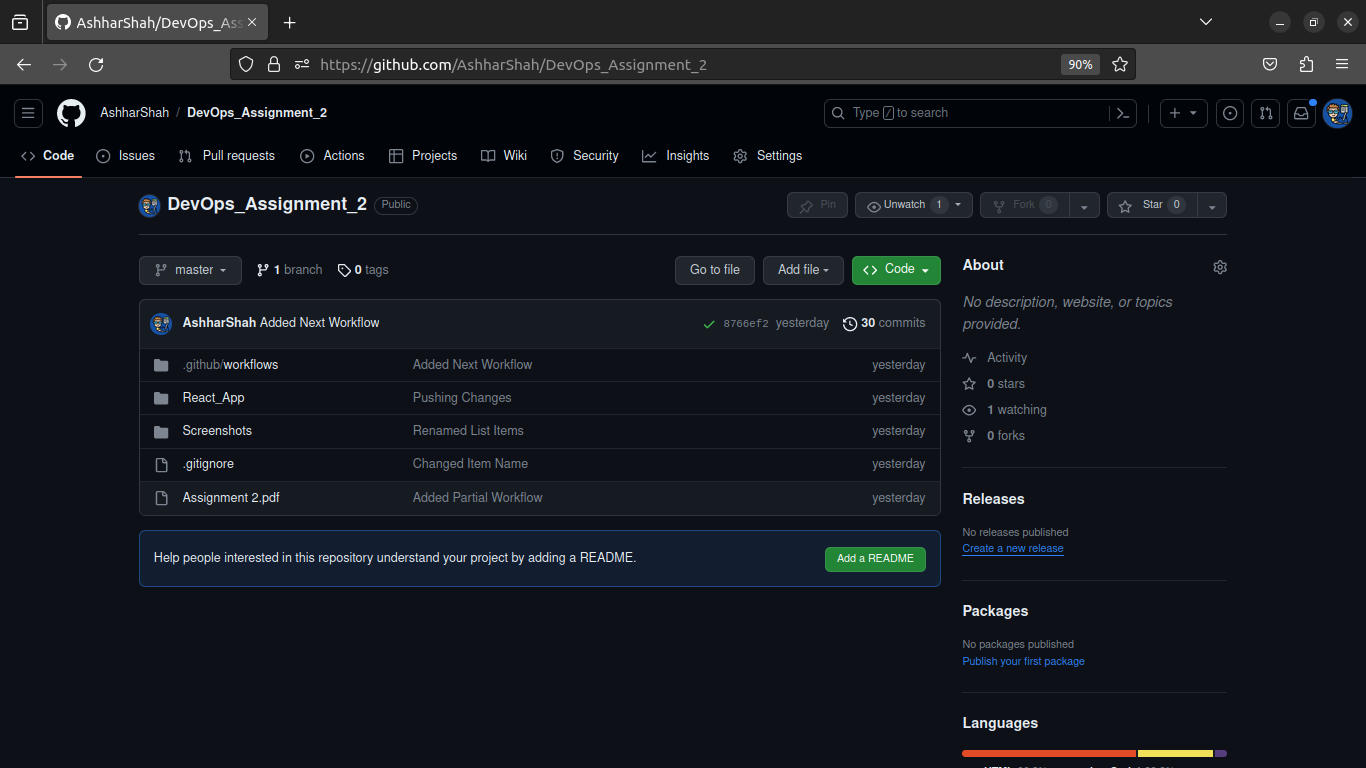 AshharShah/DevOps_Ass
https://github.com/AshharShah/DevOps_Assignment_2 90%
AshharShah / DevOps_Assignment_2 Type / to search
Code Issues Pull requests Actions Projects Wiki Security Insights Settings
DevOps_Assignment_2 Public Pin Unwatch 1 Fork 0 Star 0
master 1 branch 0 tags Go to file Add file Code
AshharShah Added Next Workflow 8766ef2 yesterday 30 commits
.github/workflows Added Next Workflow yesterday
React_App Pushing Changes yesterday
Screenshots Renamed List Items yesterday
.gitignore Changed Item Name yesterday
Assignment 2.pdf Added Partial Workflow yesterday
Help people interested in this repository understand your project by adding a README. Add a README
About
No description, website, or topics
provided.
Activity
0 stars
1 watching
0 forks
Releases
No releases published
Create a new release
Packages
No packages published
Publish your first package
Languages